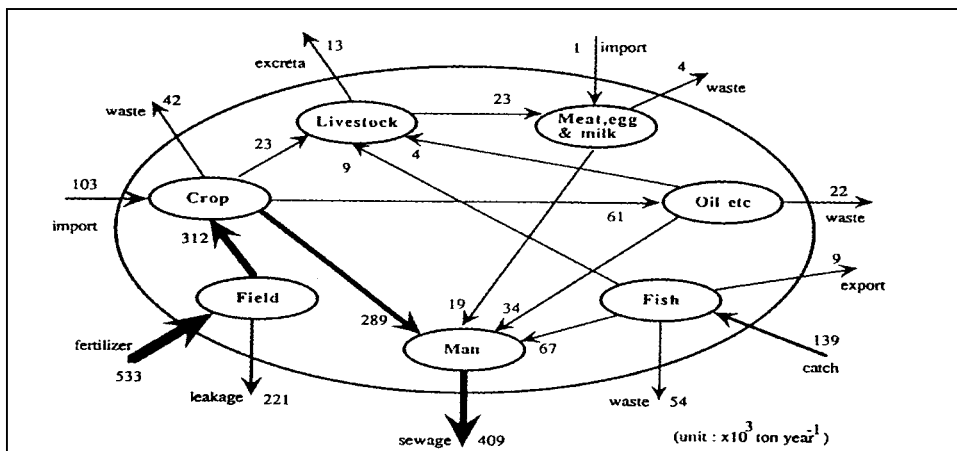 13
excreta
1
import
4
waste
42
waste
23
Livestock
23
Meat,egg
& milk
4
9
103
import
Crop
61
Oil etc
22
waste
312
9
export
Field
289
19
34
Fish
fertilizer
533
Man
67
139
catch
leakage
221
waste
54
sewage
409
(unit : x10³ ton year⁻¹)